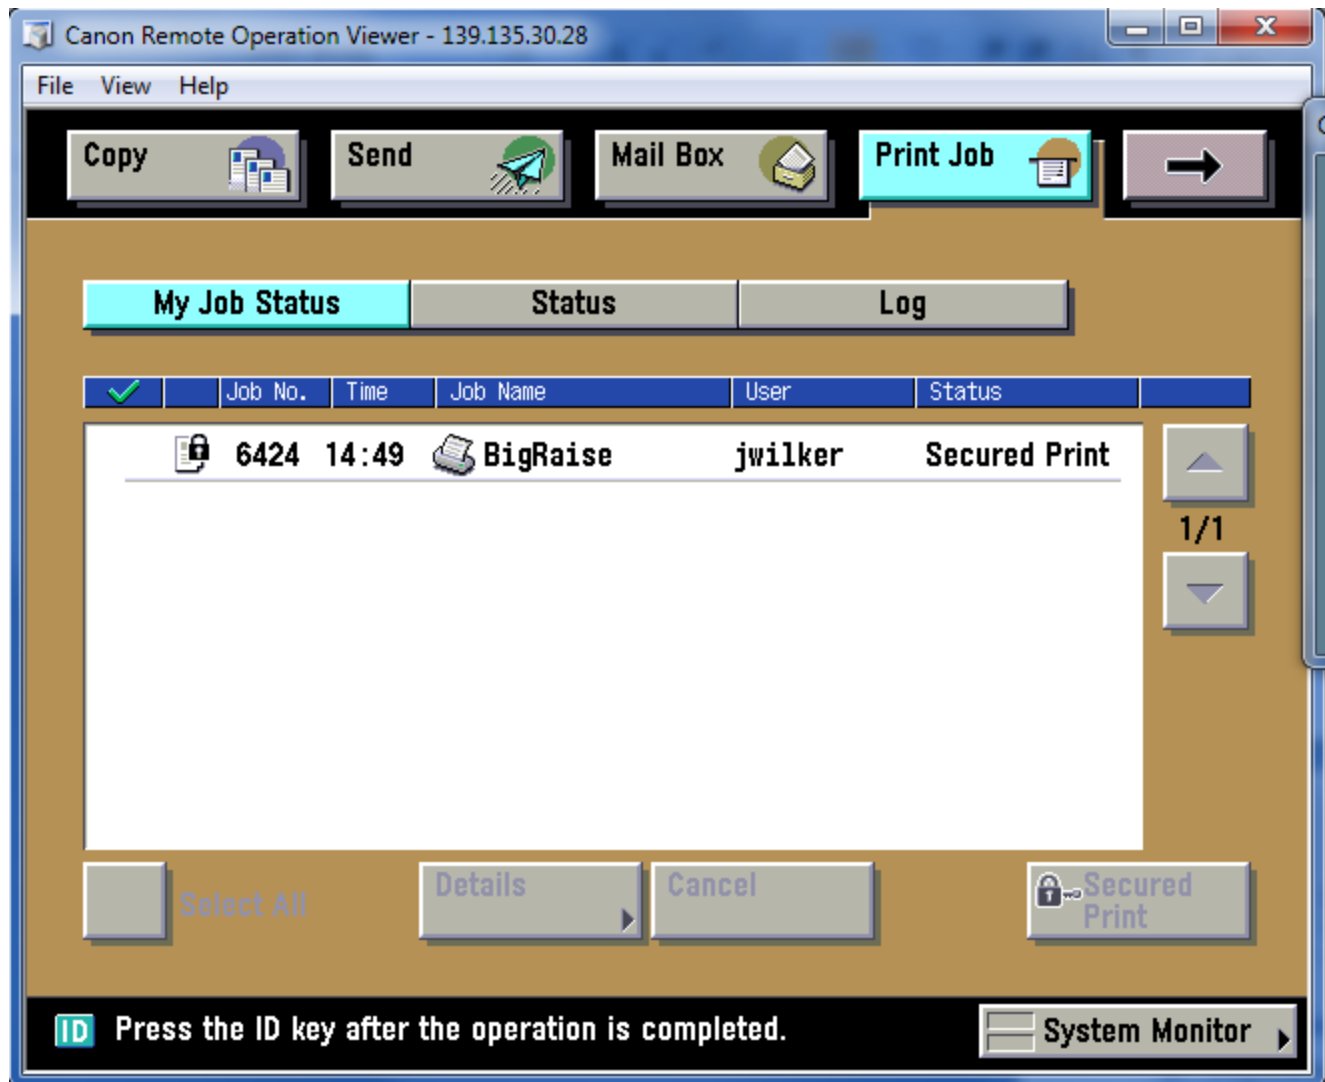 Canon Remote Operation Viewer - 139.135.30.28
File View Help
Copy Send Mail Box Print Job
My Job Status Status Log
Job No. Time Job Name User Status
6424 14:49 BigRaise jwilker Secured Print
1/1
Select All Details Cancel Secured
Print
ID Press the ID key after the operation is completed. System Monitor